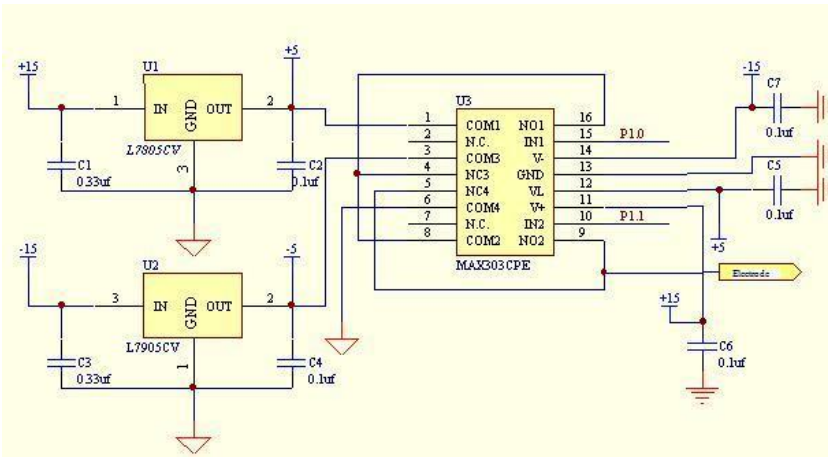 +15
U1
1
IN
GND
OUT
2
+5
L7805CV
3
C1
0.33uf
C2
0.1uf
-15
U2
3
IN
GND
OUT
2
-5
L7905CV
1
C3
0.33uf
C4
0.1uf
U3
1 COM1 NO1 16
2 N.C. IN1 15 P1.0
3 COM3 V- 14
4 NC3 GND 13
5 NC4 VL 12
6 COM4 V+ 11
7 N.C. IN2 10 P1.1
8 COM2 NO2 9
MAX303CPE
-15
C7
0.1uf
C5
0.1uf
+5
Electrode
+15
C6
0.1uf